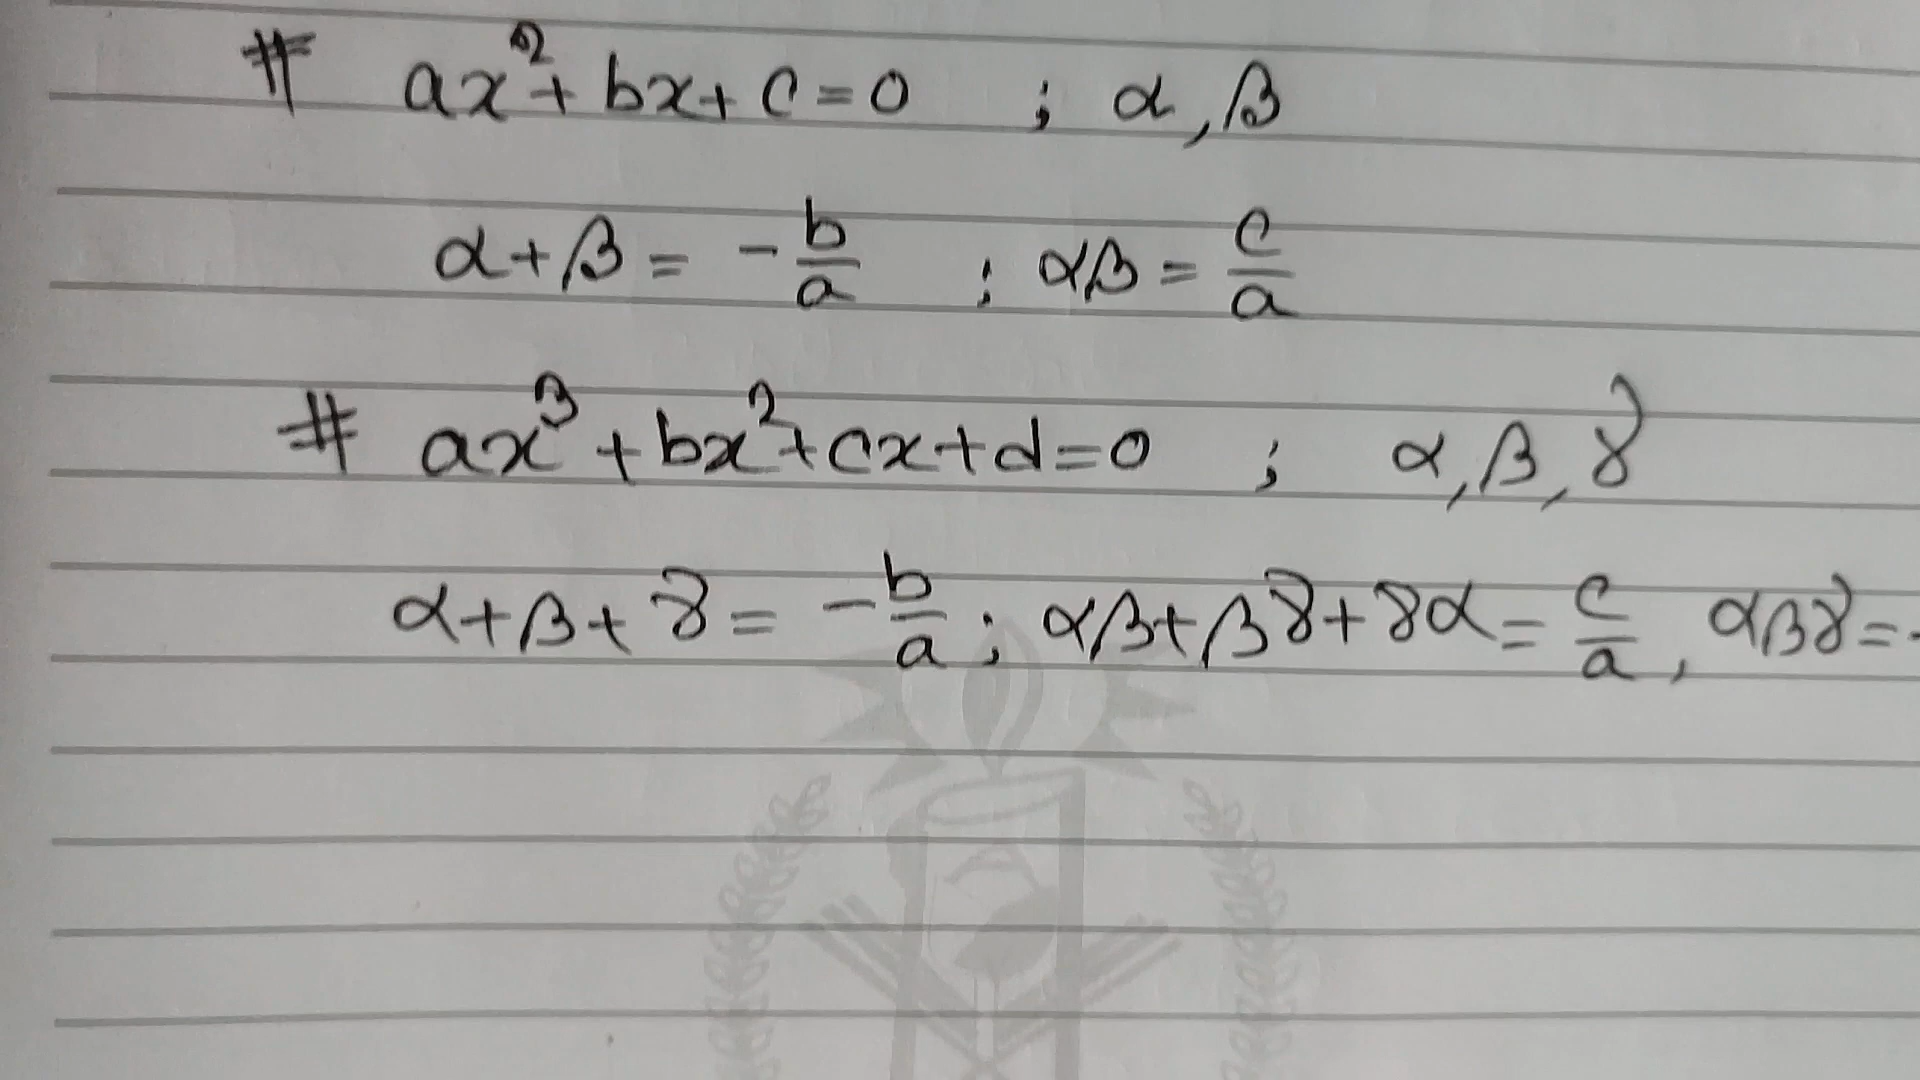 # ax²+bx+c=0 ; α,β
α+β = -b/a ; αβ = c/a
# ax³+bx²+cx+d=0 ; α,β,γ
α+β+γ = -b/a ; αβ+βγ+γα = c/a, αβγ=-